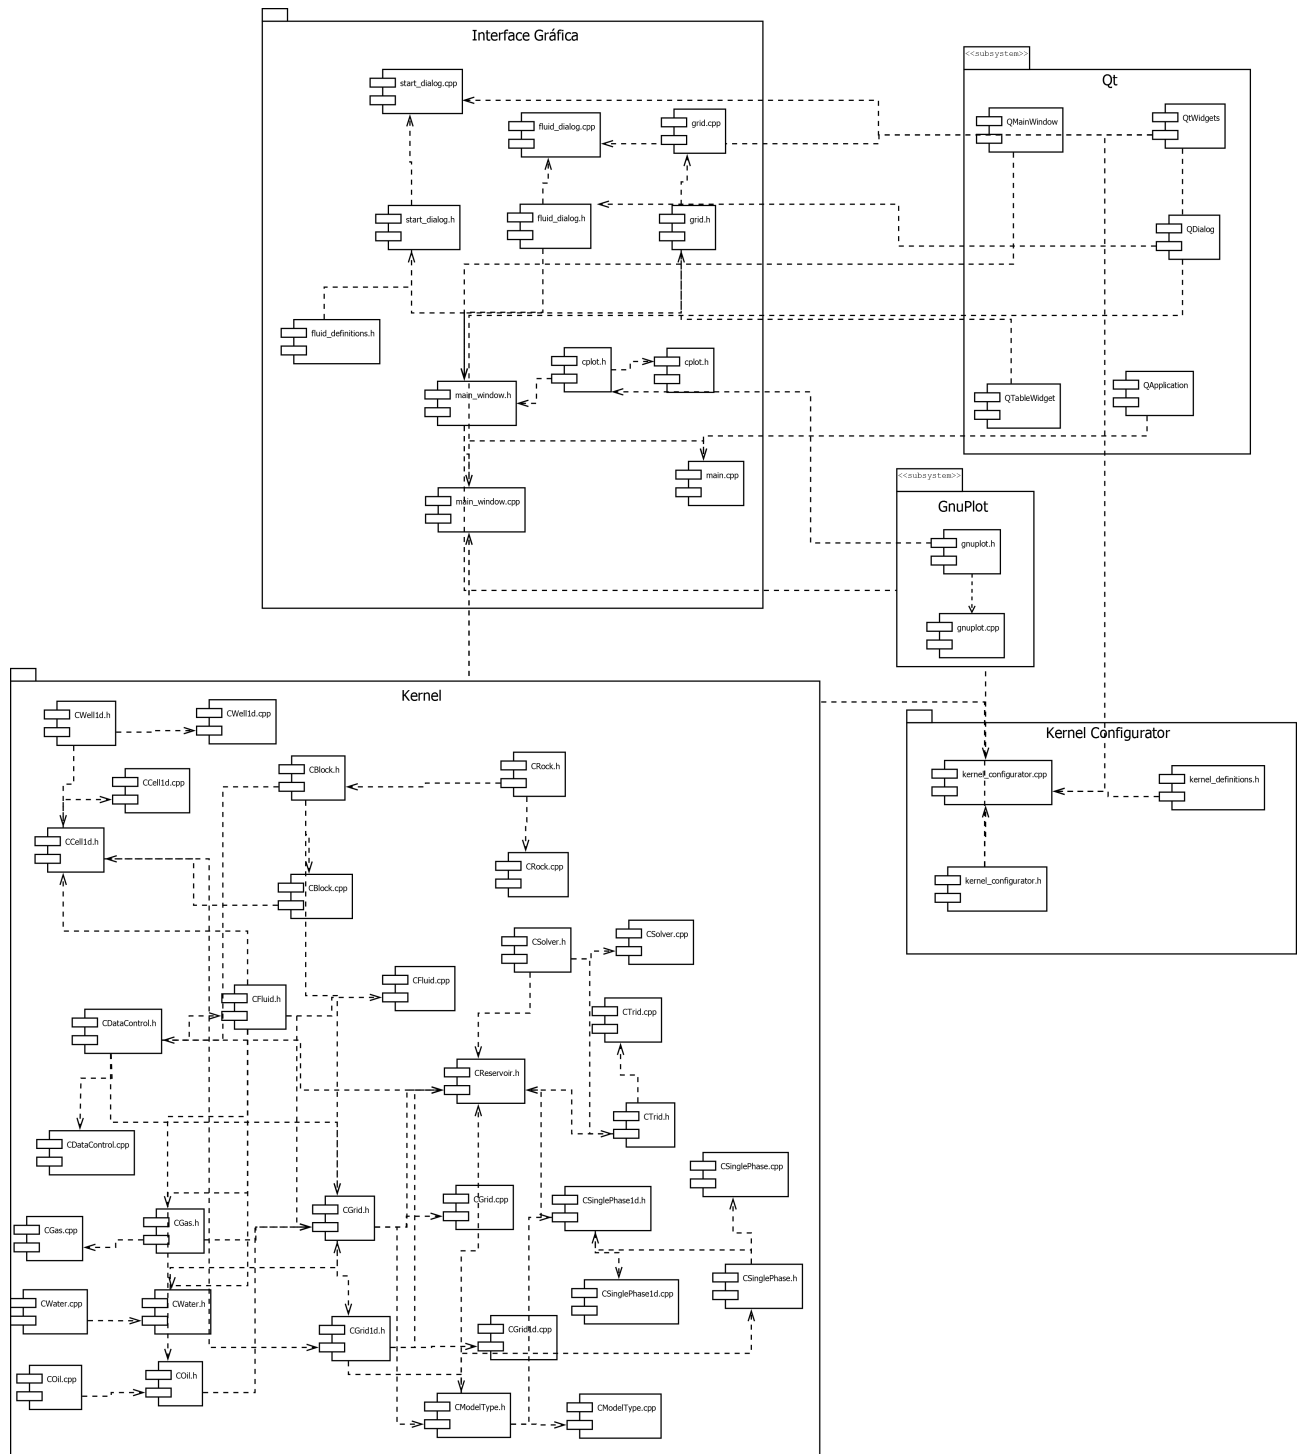 Interface Gráfica
start_dialog.cpp
fluid_dialog.cpp
grid.cpp
start_dialog.h
fluid_dialog.h
grid.h
fluid_definitions.h
cplot.h
cplot.h
main_window.h
main.cpp
main_window.cpp
<<subsystem>>
Qt
QMainWindow
QtWidgets
QDialog
QTableWidget
QApplication
<<subsystem>>
GnuPlot
gnuplot.h
gnuplot.cpp
Kernel Configurator
kernel_configurator.cpp
kernel_definitions.h
kernel_configurator.h
Kernel
CWell1d.h
CWell1d.cpp
CCell1d.cpp
CBlock.h
CRock.h
CCell1d.h
CBlock.cpp
CRock.cpp
CSolver.h
CSolver.cpp
CFluid.h
CFluid.cpp
CDataControl.h
CTrid.cpp
CReservoir.h
CTrid.h
CDataControl.cpp
CSinglePhase.cpp
CGas.cpp
CGas.h
CGrid.h
CGrid.cpp
CSinglePhase1d.h
CSinglePhase1d.cpp
CSinglePhase.h
CWater.cpp
CWater.h
CGrid1d.h
CGrid1d.cpp
COil.cpp
COil.h
CModelType.h
CModelType.cpp